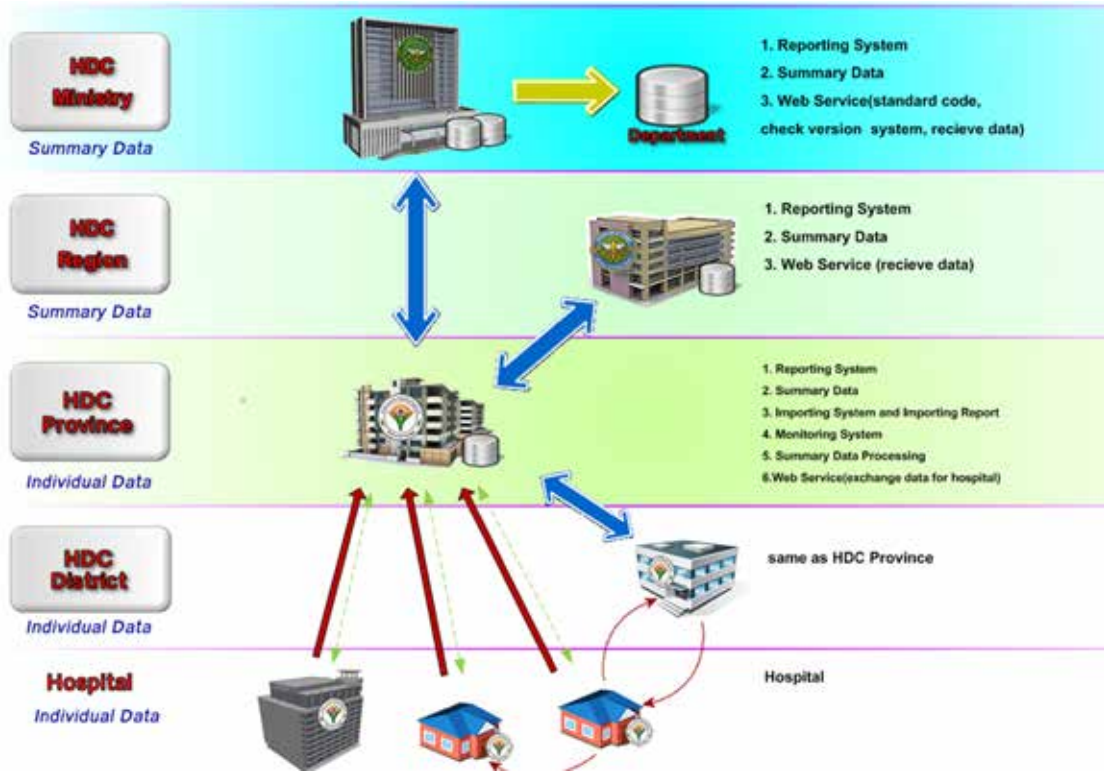 HDC
Ministry
Summary Data
Department
1. Reporting System
2. Summary Data
3. Web Service(standard code,
check version system, recieve data)
HDC
Region
Summary Data
1. Reporting System
2. Summary Data
3. Web Service (recieve data)
HDC
Province
Individual Data
1. Reporting System
2. Summary Data
3. Importing System and Importing Report
4. Monitoring System
5. Summary Data Processing
6.Web Service(exchange data for hospital)
HDC
District
Individual Data
same as HDC Province
Hospital
Individual Data
Hospital